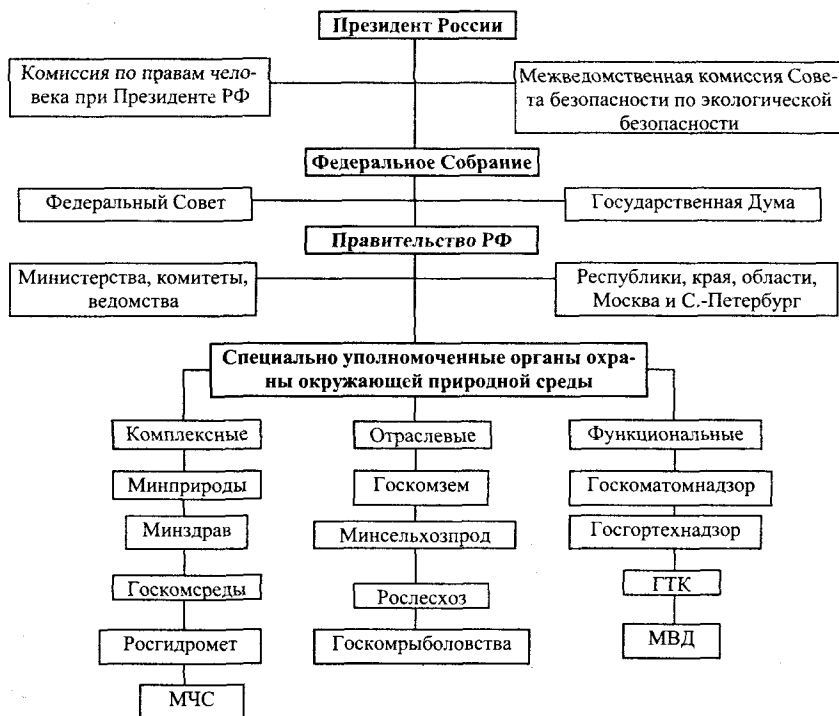 Президент России
Комиссия по правам чело-
века при Президенте РФ
Межведомственная комиссия Сове-
та безопасности по экологической
безопасности
Федеральное Собрание
Федеральный Совет
Государственная Дума
Правительство РФ
Министерства, комитеты,
ведомства
Республики, края, области,
Москва и С.-Петербург
Специально уполномоченные органы охра-
ны окружающей природной среды
Комплексные
Отраслевые
Функциональные
Минприроды
Госкомзем
Госкоматомнадзор
Минздрав
Минсельхозпрод
Госгортехнадзор
Госкомсреды
Рослесхоз
ГТК
Росгидромет
Госкомрыболовства
МВД
МЧС